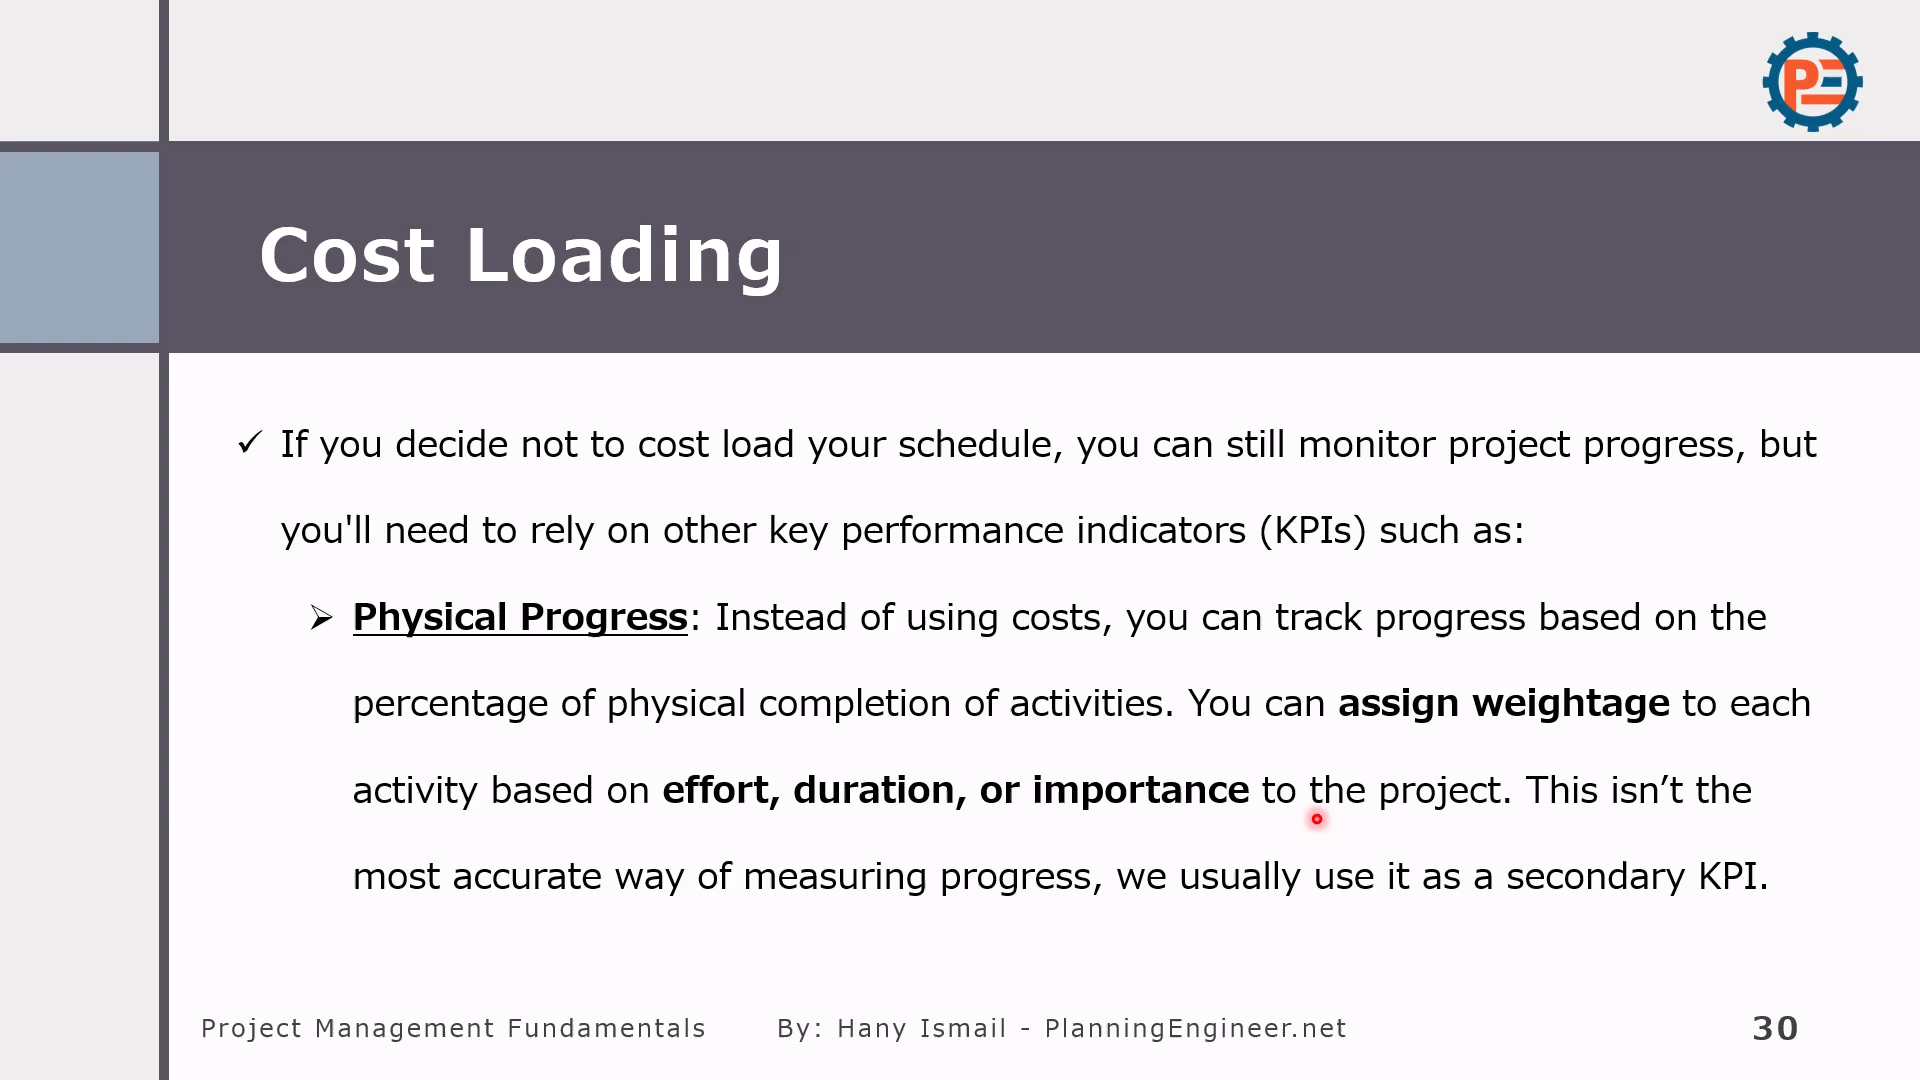 PE
Cost Loading
✓ If you decide not to cost load your schedule, you can still monitor project progress, but
you'll need to rely on other key performance indicators (KPIs) such as:
➢ Physical Progress: Instead of using costs, you can track progress based on the
percentage of physical completion of activities. You can assign weightage to each
activity based on effort, duration, or importance to the project. This isn’t the
most accurate way of measuring progress, we usually use it as a secondary KPI.
Project Management Fundamentals By: Hany Ismail - PlanningEngineer.net 30